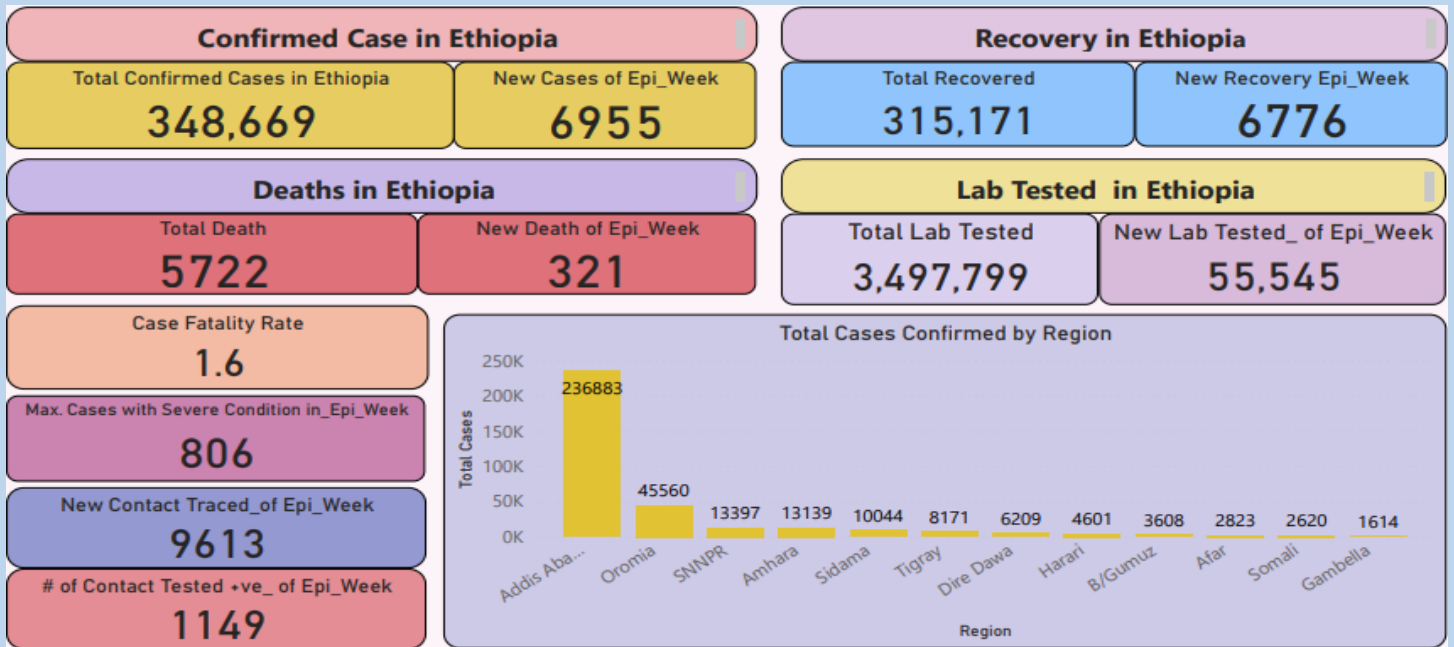 Confirmed Case in Ethiopia
Total Confirmed Cases in Ethiopia
348,669
New Cases of Epi_Week
6955
Recovery in Ethiopia
Total Recovered
315,171
New Recovery Epi_Week
6776
Deaths in Ethiopia
Total Death
5722
New Death of Epi_Week
321
Lab Tested in Ethiopia
Total Lab Tested
3,497,799
New Lab Tested_ of Epi_Week
55,545
Case Fatality Rate
1.6
Max. Cases with Severe Condition in_Epi_Week
806
New Contact Traced_of Epi_Week
9613
# of Contact Tested +ve_ of Epi_Week
1149
Total Cases Confirmed by Region
Total Cases
250K
200K
150K
100K
50K
0K
236883
45560
13397
13139
10044
8171
6209
4601
3608
2823
2620
1614
Addis Aba...
Oromia
SNNPR
Amhara
Sidama
Tigray
Dire Dawa
Harari
B/Gumuz
Afar
Somali
Gambella
Region